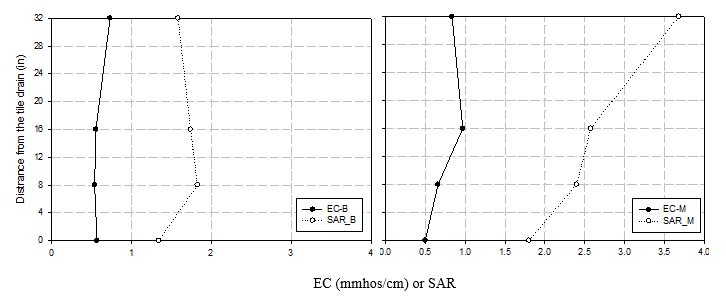 Distrance from the tile drain (in)
32
28
24
20
16
12
8
4
0
0 1 2 3 4
EC-B
SAR_B
0.0 0.5 1.0 1.5 2.0 2.5 3.0 3.5 4.0
EC-M
SAR_M
EC (mmhos/cm) or SAR